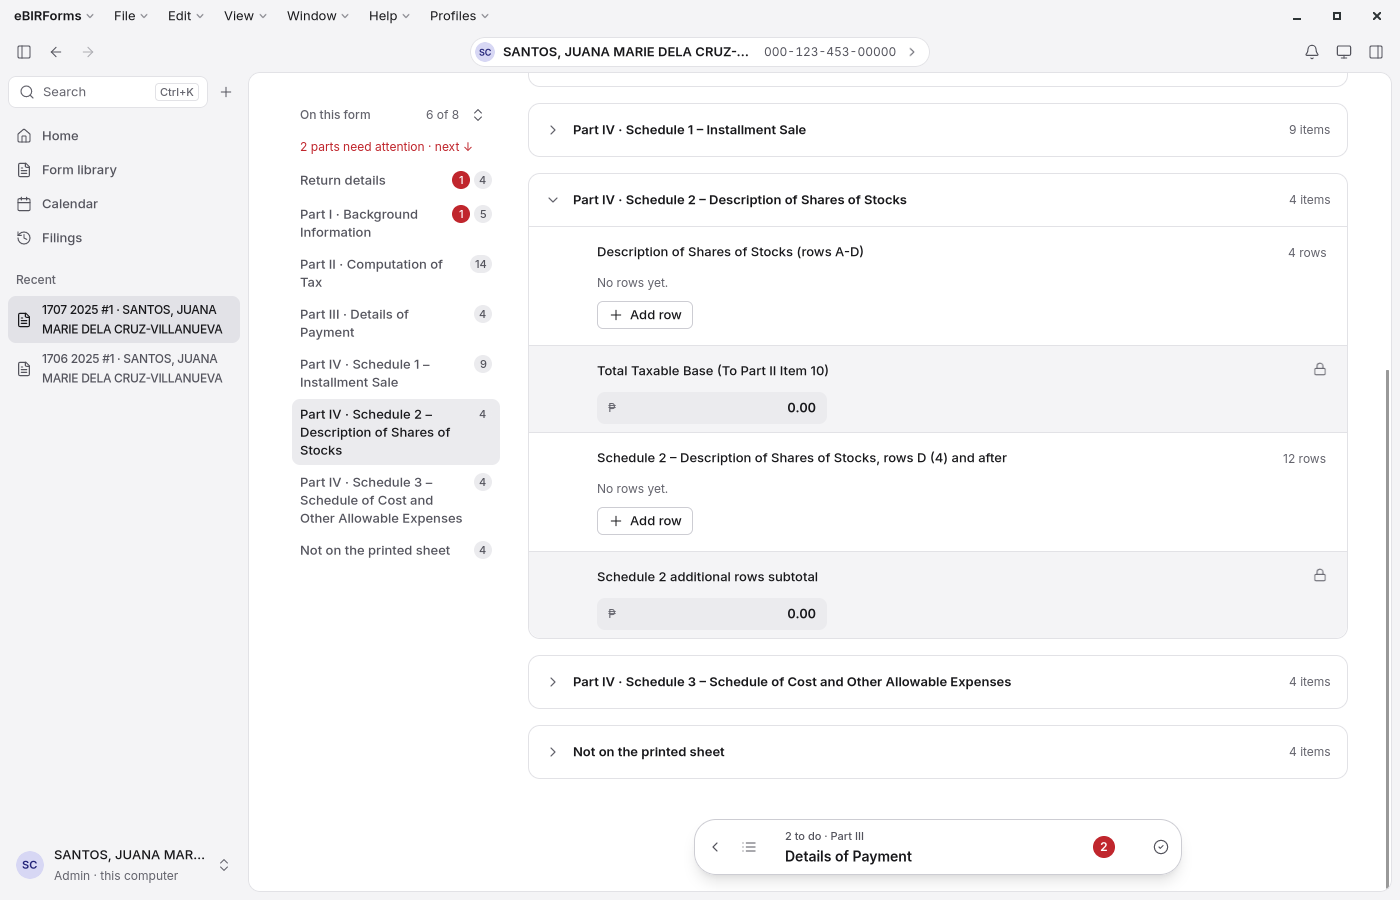 eBIRForms File Edit View Window Help Profiles
SC SANTOS, JUANA MARIE DELA CRUZ-... 000-123-453-00000
Search Ctrl+K
Home
Form library
Calendar
Filings
Recent
1707 2025 #1 · SANTOS, JUANA
MARIE DELA CRUZ-VILLANUEVA
1706 2025 #1 · SANTOS, JUANA
MARIE DELA CRUZ-VILLANUEVA
SC SANTOS, JUANA MAR...
Admin · this computer
On this form 6 of 8
2 parts need attention · next ↓
Return details 1 4
Part I · Background 1 5
Information
Part II · Computation of 14
Tax
Part III · Details of 4
Payment
Part IV · Schedule 1 – 9
Installment Sale
Part IV · Schedule 2 – 4
Description of Shares of
Stocks
Part IV · Schedule 3 – 4
Schedule of Cost and
Other Allowable Expenses
Not on the printed sheet 4
Part IV · Schedule 1 – Installment Sale 9 items
Part IV · Schedule 2 – Description of Shares of Stocks 4 items
Description of Shares of Stocks (rows A-D) 4 rows
No rows yet.
+ Add row
Total Taxable Base (To Part II Item 10)
₱ 0.00
Schedule 2 – Description of Shares of Stocks, rows D (4) and after 12 rows
No rows yet.
+ Add row
Schedule 2 additional rows subtotal
₱ 0.00
Part IV · Schedule 3 – Schedule of Cost and Other Allowable Expenses 4 items
Not on the printed sheet 4 items
2 to do · Part III
Details of Payment 2